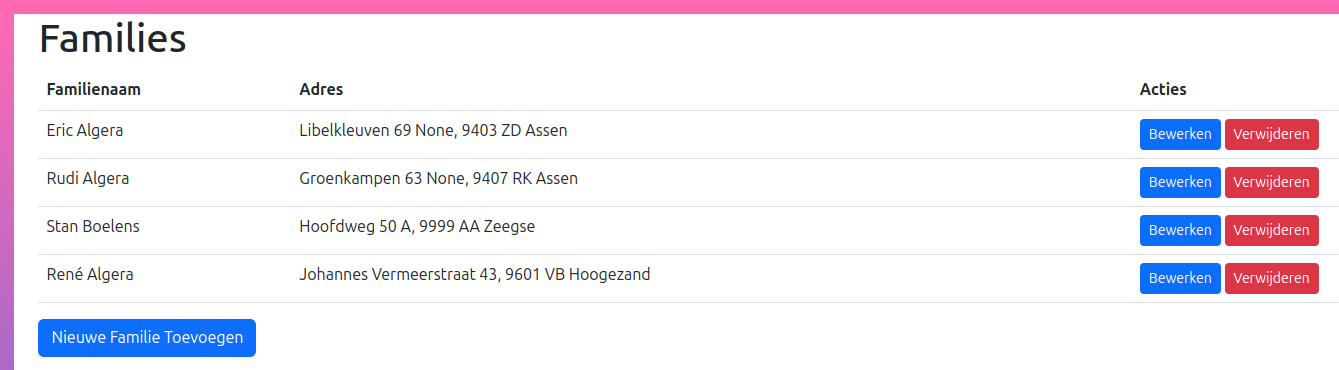 Families
Familienaam Adres Acties
Eric Algera Libelkleuven 69 None, 9403 ZD Assen Bewerken Verwijderen
Rudi Algera Groenkampen 63 None, 9407 RK Assen Bewerken Verwijderen
Stan Boelens Hoofdweg 50 A, 9999 AA Zeegse Bewerken Verwijderen
René Algera Johannes Vermeerstraat 43, 9601 VB Hoogezand Bewerken Verwijderen
Nieuwe Familie Toevoegen